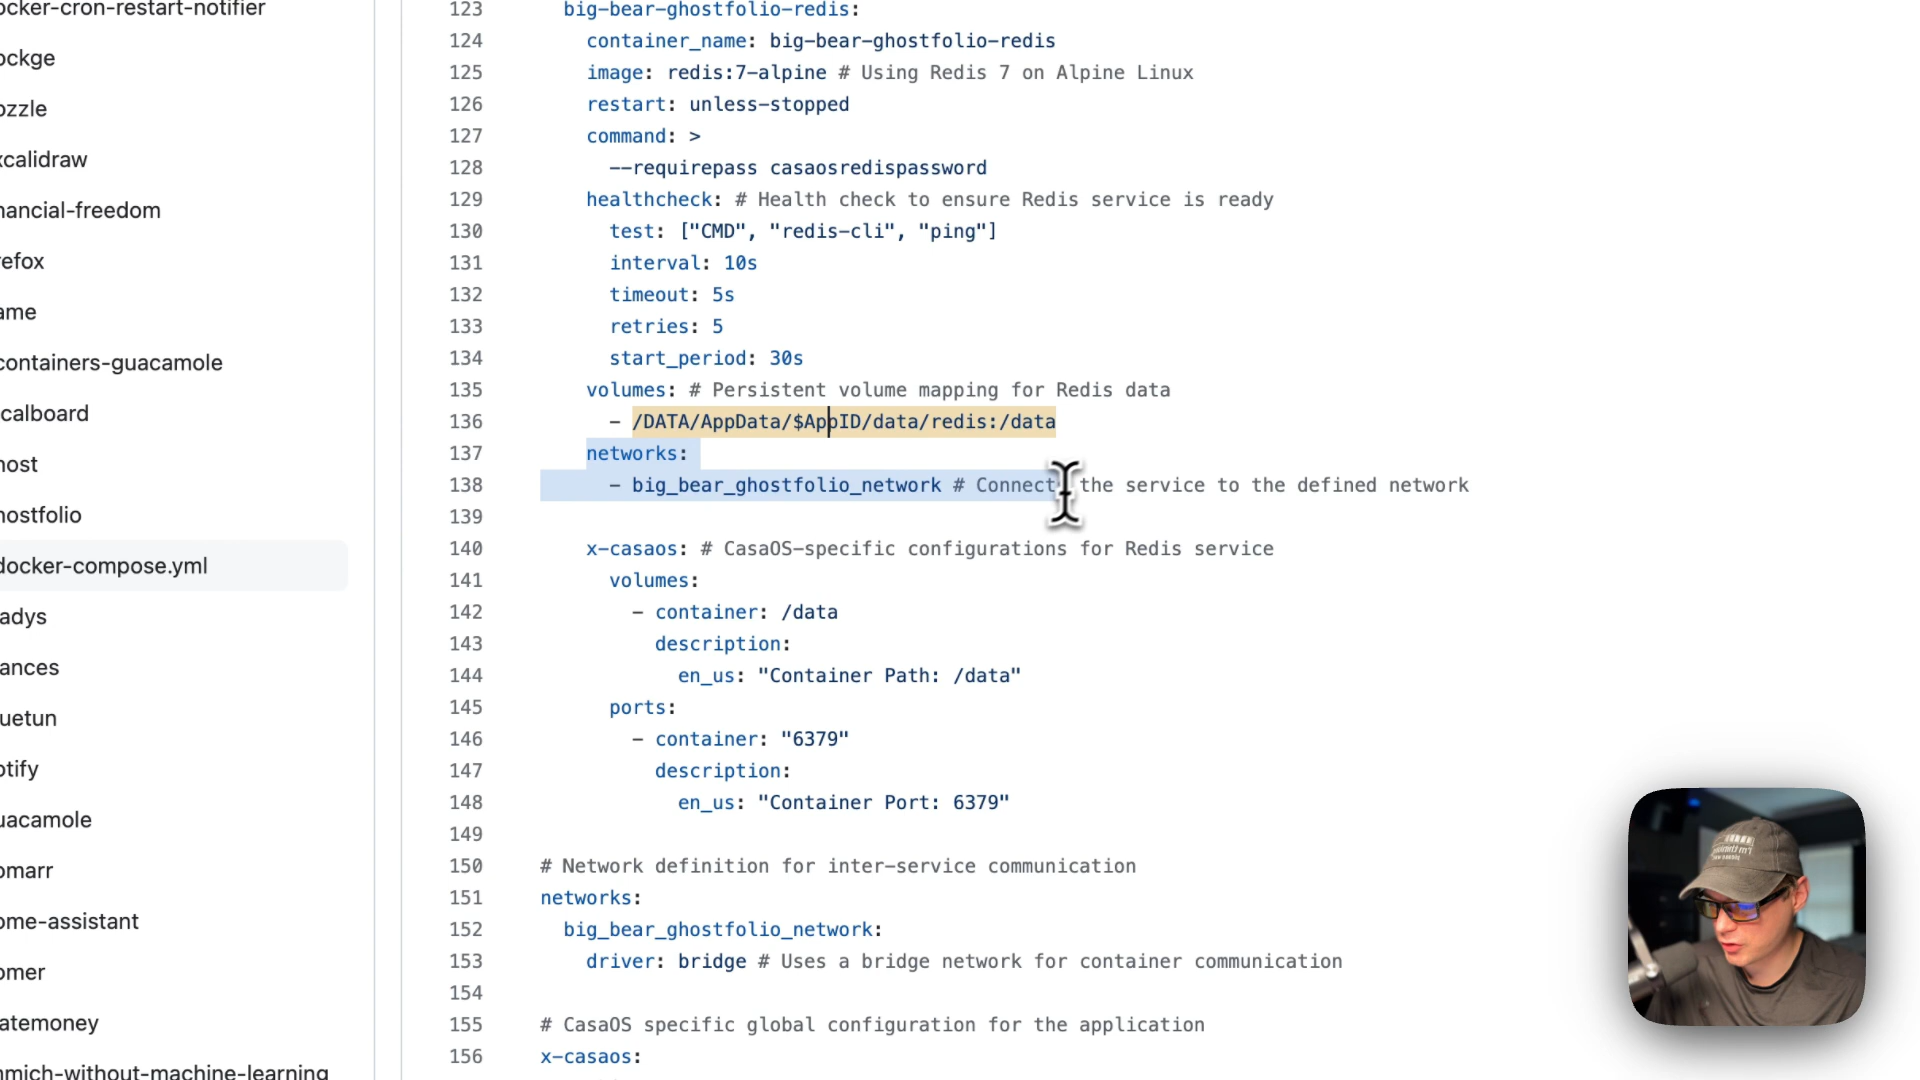 ocker-cron-restart-notifier
ockge
ozzle
xcalidraw
nancial-freedom
refox
ame
containers-guacamole
calboard
host
hostfolio
docker-compose.yml
adys
ances
uetun
otify
uacamole
omarr
ome-assistant
omer
atemoney
mmich-without-machine-learning
123 big-bear-ghostfolio-redis:
124 container_name: big-bear-ghostfolio-redis
125 image: redis:7-alpine # Using Redis 7 on Alpine Linux
126 restart: unless-stopped
127 command: >
128 --requirepass casaosredispassword
129 healthcheck: # Health check to ensure Redis service is ready
130 test: ["CMD", "redis-cli", "ping"]
131 interval: 10s
132 timeout: 5s
133 retries: 5
134 start_period: 30s
135 volumes: # Persistent volume mapping for Redis data
136 - /DATA/AppData/$AppID/data/redis:/data
137 networks:
138 - big_bear_ghostfolio_network # Connect the service to the defined network
139
140 x-casaos: # CasaOS-specific configurations for Redis service
141 volumes:
142 - container: /data
143 description:
144 en_us: "Container Path: /data"
145 ports:
146 - container: "6379"
147 description:
148 en_us: "Container Port: 6379"
149
150 # Network definition for inter-service communication
151 networks:
152 big_bear_ghostfolio_network:
153 driver: bridge # Uses a bridge network for container communication
154
155 # CasaOS specific global configuration for the application
156 x-casaos: